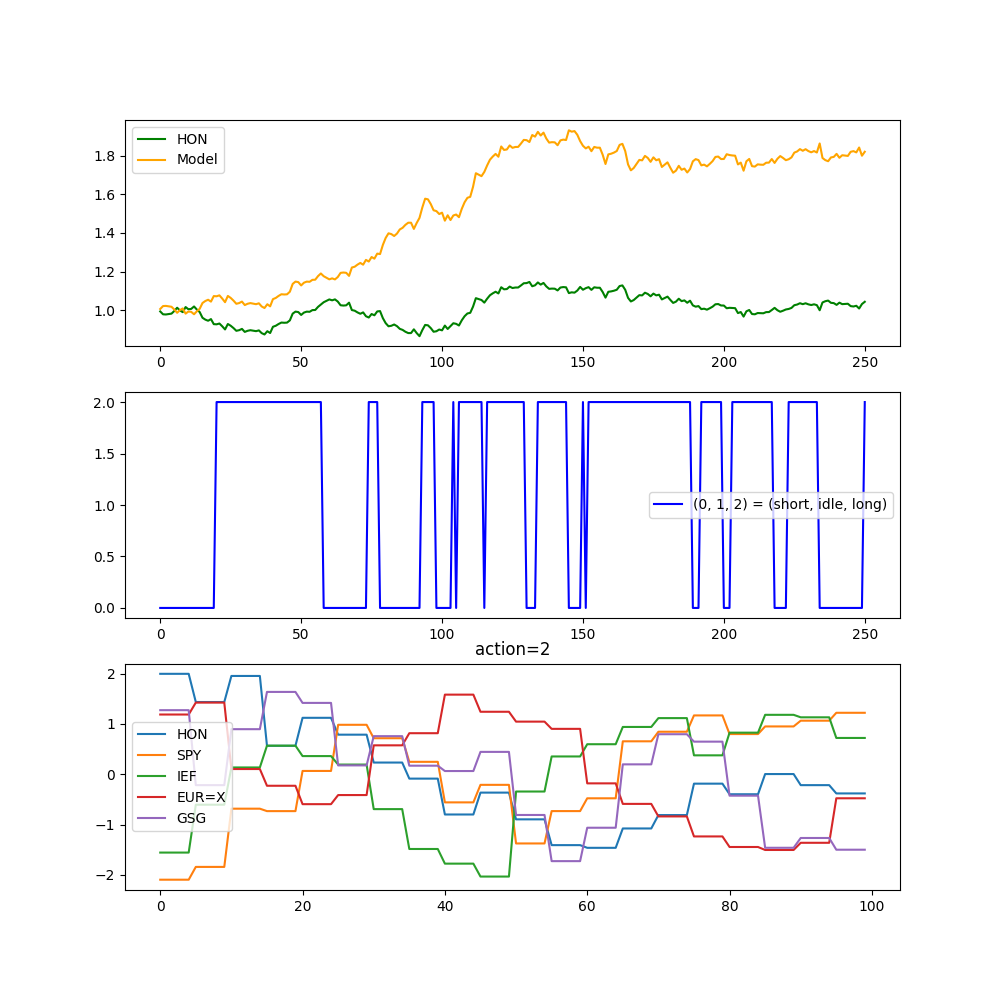 HON
Model
1.8
1.6
1.4
1.2
1.0
0 50 100 150 200 250
2.0
1.5
1.0
0.5
0.0
(0, 1, 2) = (short, idle, long)
0 50 100 150 200 250
action=2
2
1
0
−1
−2
HON
SPY
IEF
EUR=X
GSG
0 20 40 60 80 100